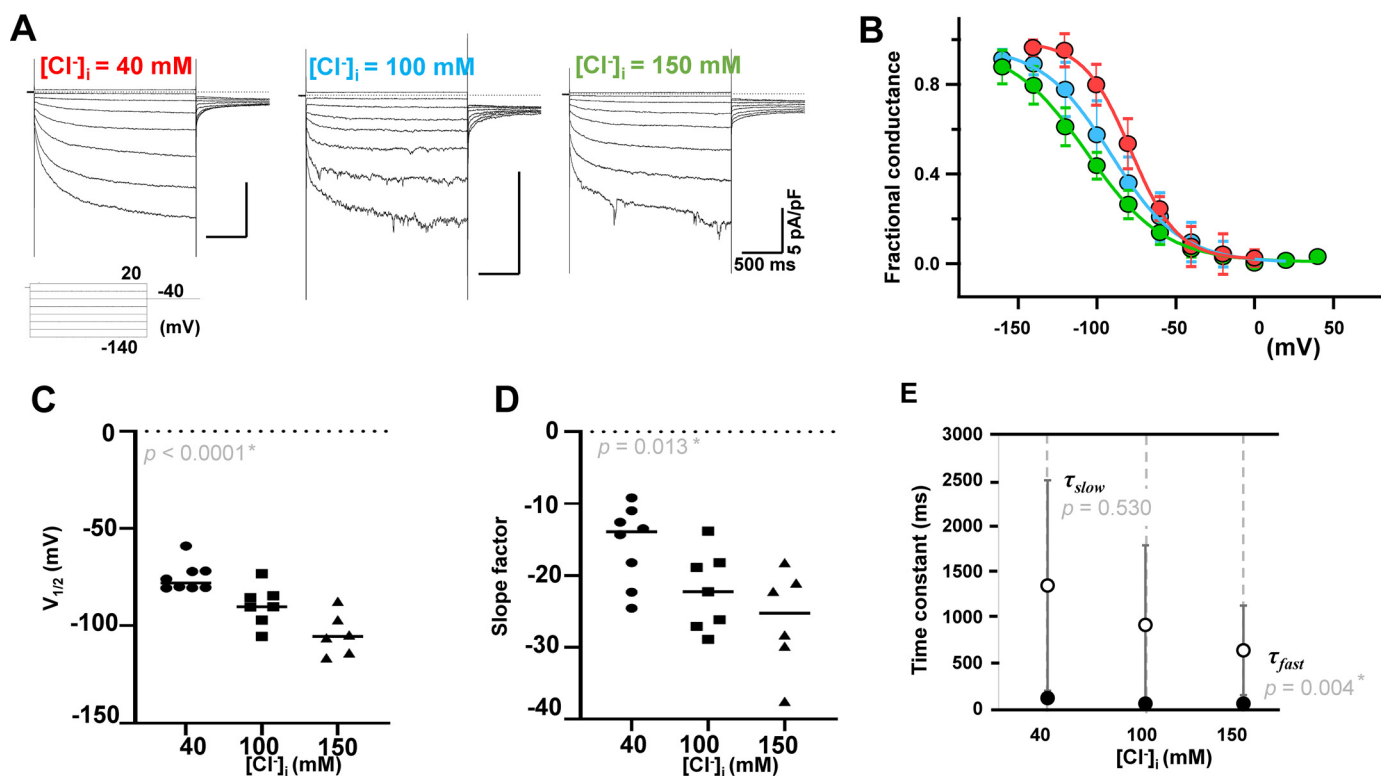 A
[Cl-]i = 40 mM
[Cl-]i = 100 mM
[Cl-]i = 150 mM
5 pA/pF
500 ms
20
-40
(mV)
-140
B
Fractional conductance
0.8
0.4
0.0
-150
-100
-50
0
50
(mV)
C
V1/2 (mV)
0
-50
-100
-150
p < 0.0001*
40
100
150
[Cl-]i (mM)
D
Slope factor
0
-10
-20
-30
-40
p = 0.013*
40
100
150
(mM)
E
Time constant (ms)
3000
2500
2000
1500
1000
500
0
τslow
p = 0.530
τfast
p = 0.004*
40
100
150
[Cl-]i (mM)